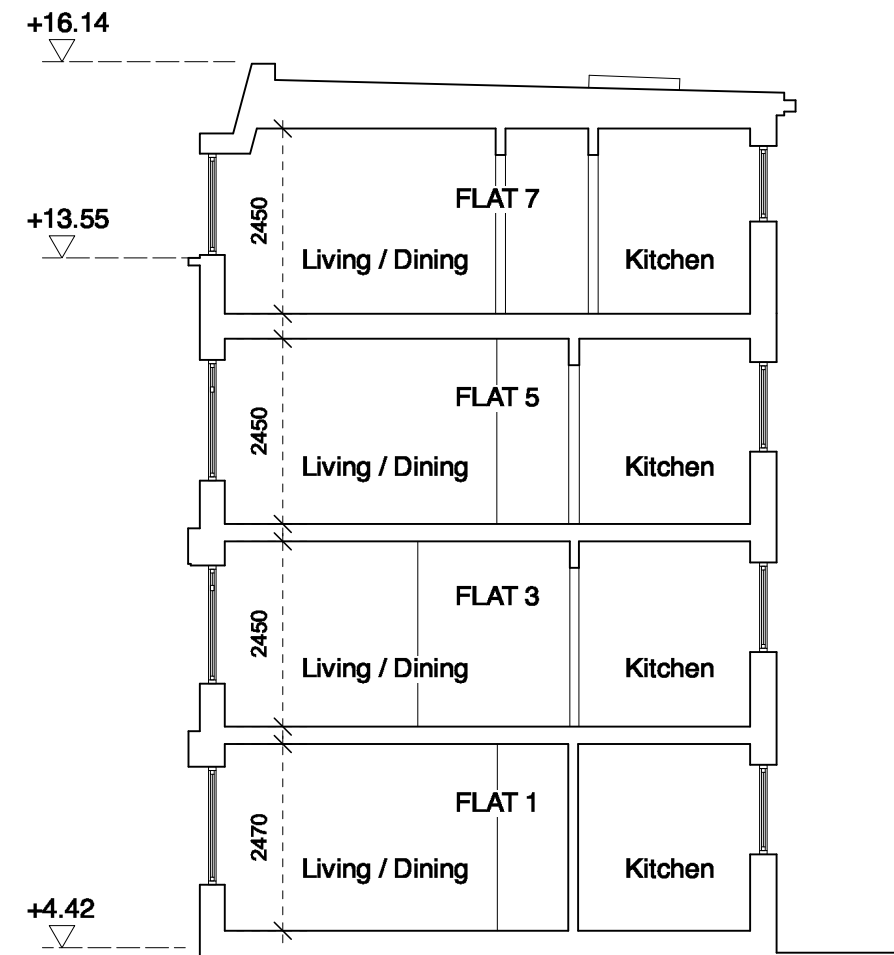 +16.14
FLAT 7
2450
+13.55
Living / Dining Kitchen
FLAT 5
2450
Living / Dining Kitchen
FLAT 3
2450
Living / Dining Kitchen
FLAT 1
2470
Living / Dining Kitchen
+4.42